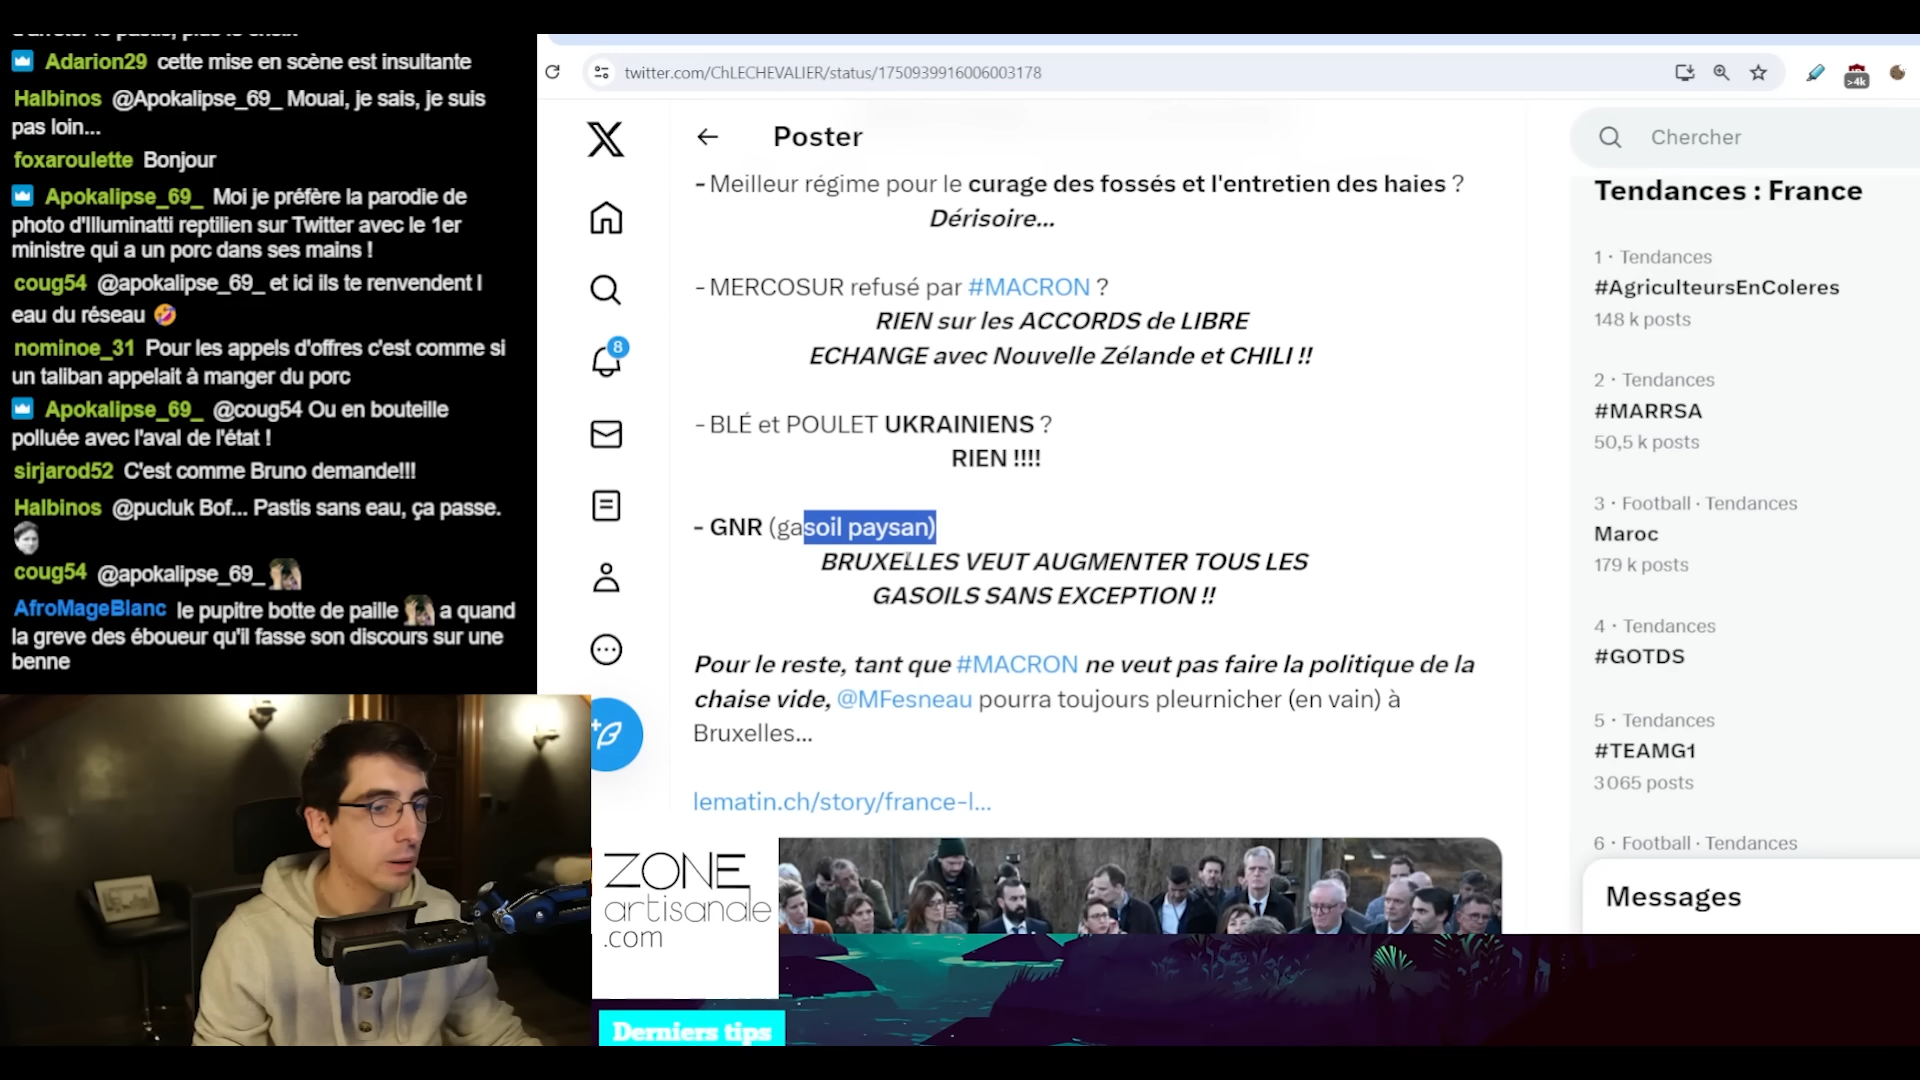 Adarion29 cette mise en scène est insultante
Halbinos @Apokalipse_69_ Mouai, je sais, je suis
pas loin...
foxaroulette Bonjour
Apokalipse_69_ Moi je préfère la parodie de
photo d'Illuminatti reptilien sur Twitter avec le 1er
ministre qui a un porc dans ses mains !
coug54 @apokalipse_69_ et ici ils te renvendent l
eau du réseau 🤣
nominoe_31 Pour les appels d'offres c'est comme si
un taliban appelait à manger du porc
Apokalipse_69_ @coug54 Ou en bouteille
polluée avec l'aval de l'état !
sirjarod52 C'est comme Bruno demande!!!
Halbinos @pucluk Bof... Pastis sans eau, ça passe.
coug54 @apokalipse_69_
AfroMageBlanc le pupitre botte de paille a quand
la greve des éboueur qu'il fasse son discours sur une
benne
twitter.com/ChLECHEVALIER/status/1750939916006003178
>4k
8
Poster
- Meilleur régime pour le curage des fossés et l'entretien des haies ?
Dérisoire...
- MERCOSUR refusé par #MACRON ?
RIEN sur les ACCORDS de LIBRE
ECHANGE avec Nouvelle Zélande et CHILI !!
- BLÉ et POULET UKRAINIENS ?
RIEN !!!!
- GNR (gasoil paysan)
BRUXELLES VEUT AUGMENTER TOUS LES
GASOILS SANS EXCEPTION !!
Pour le reste, tant que #MACRON ne veut pas faire la politique de la
chaise vide, @MFesneau pourra toujours pleurnicher (en vain) à
Bruxelles...
lematin.ch/story/france-l...
Chercher
Tendances : France
1 · Tendances
#AgriculteursEnColeres
148 k posts
2 · Tendances
#MARRSA
50,5 k posts
3 · Football · Tendances
Maroc
179 k posts
4 · Tendances
#GOTDS
5 · Tendances
#TEAMG1
3 065 posts
6 · Football · Tendances
Messages
ZONE
artisanale
.com
Derniers tips